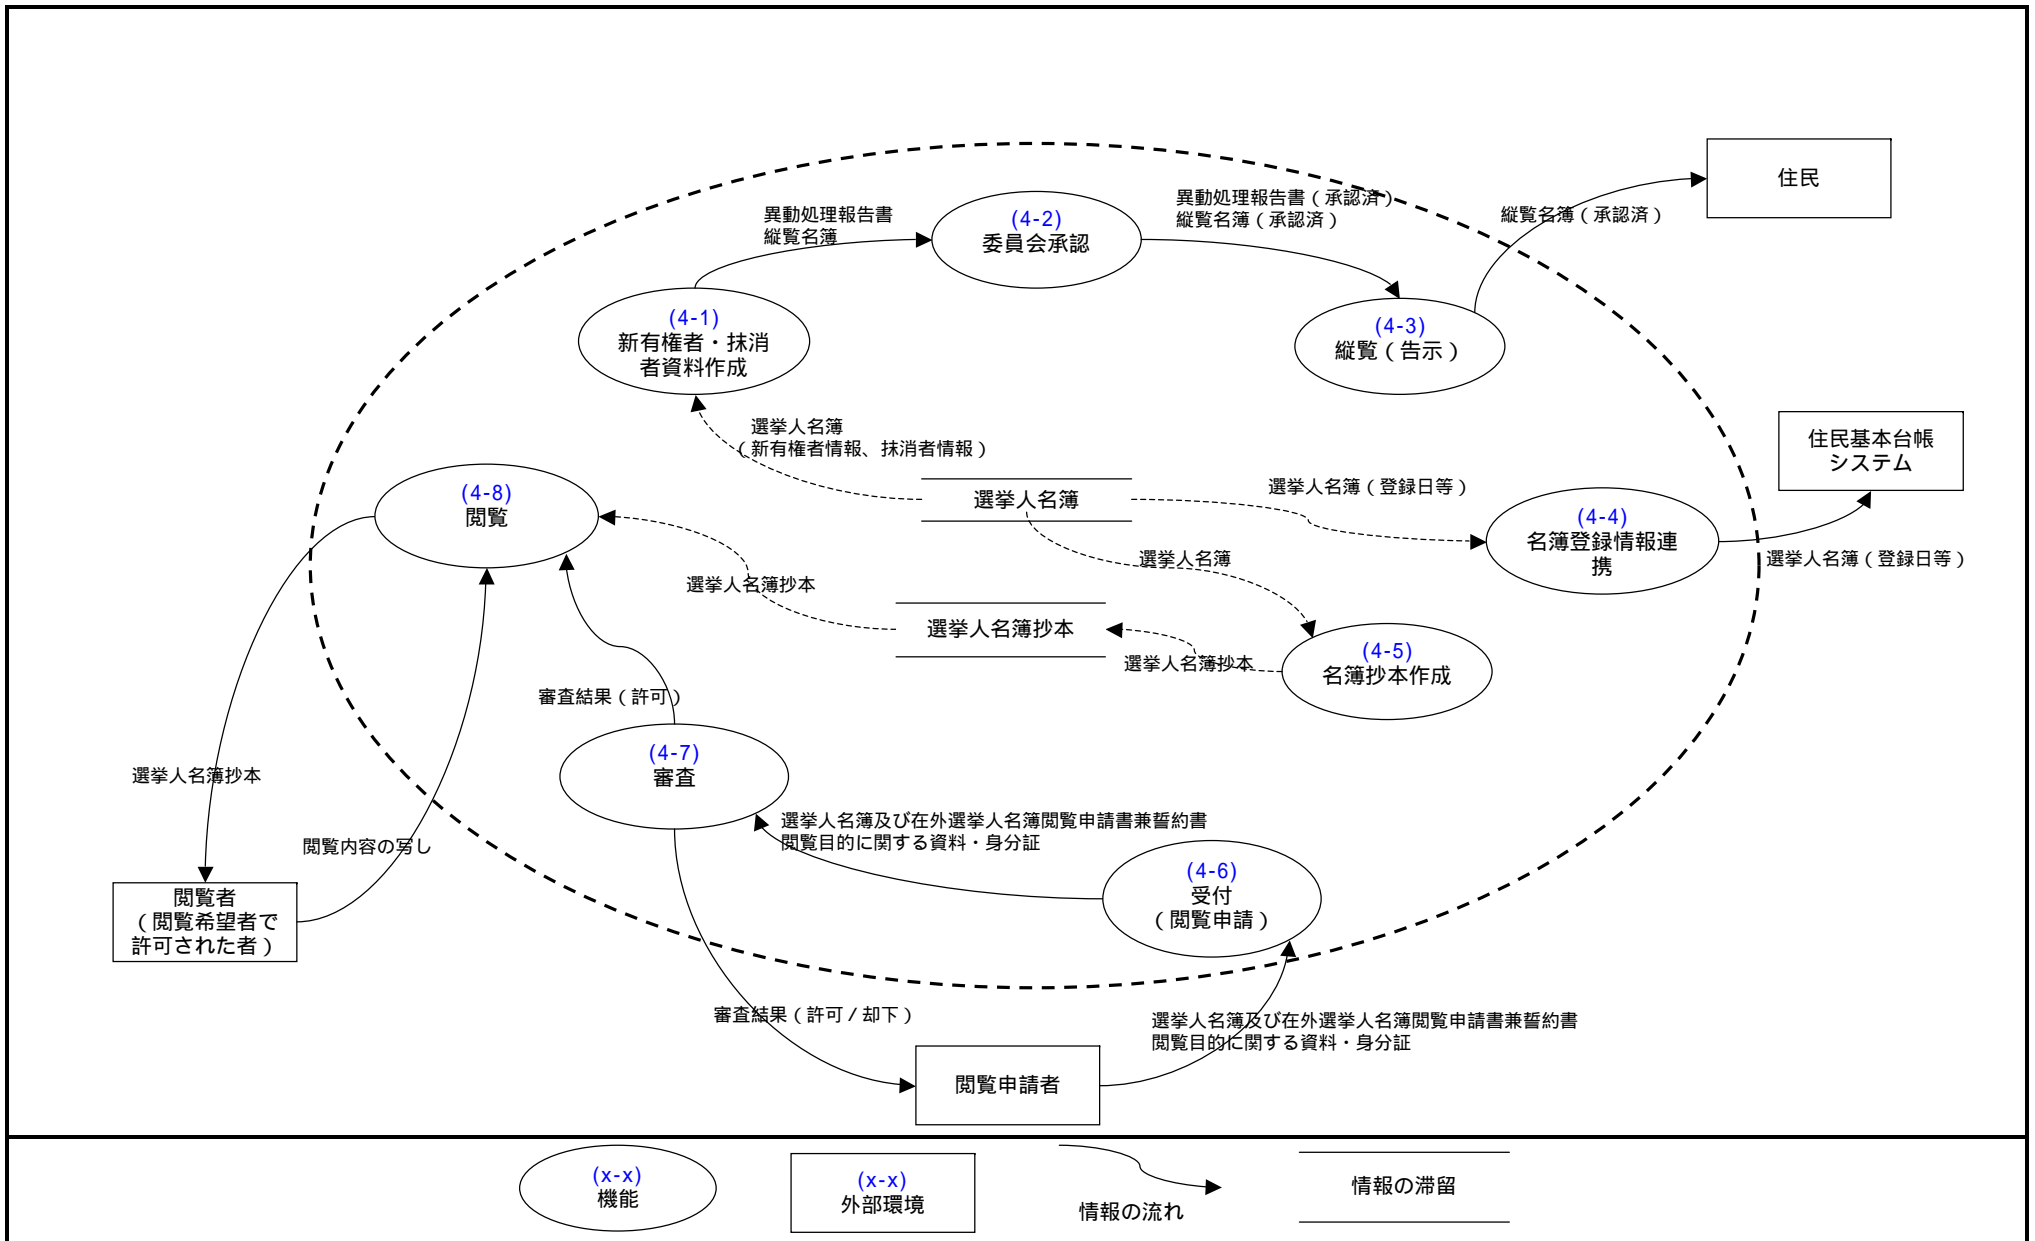 住民
異動処理報告書（承認済）
縦覧名簿（承認済）
縦覧名簿（承認済）
異動処理報告書
縦覧名簿
(4-2)
委員会承認
(4-1)
新有権者・抹消
者資料作成
(4-3)
縦覧（告示）
選挙人名簿
（新有権者情報、抹消者情報）
住民基本台帳
システム
(4-8)
閲覧
選挙人名簿
選挙人名簿（登録日等）
(4-4)
名簿登録情報連
携
選挙人名簿（登録日等）
選挙人名簿
選挙人名簿抄本
選挙人名簿抄本
選挙人名簿抄本
(4-5)
名簿抄本作成
審査結果（許可）
(4-7)
審査
選挙人名簿抄本
選挙人名簿及び在外選挙人名簿閲覧申請書兼誓約書
閲覧目的に関する資料・身分証
閲覧内容の写し
(4-6)
受付
（閲覧申請）
閲覧者
（閲覧希望者で
許可された者）
審査結果（許可／却下）
選挙人名簿及び在外選挙人名簿閲覧申請書兼誓約書
閲覧目的に関する資料・身分証
閲覧申請者
(x-x)
機能
(x-x)
外部環境
情報の流れ
情報の滞留